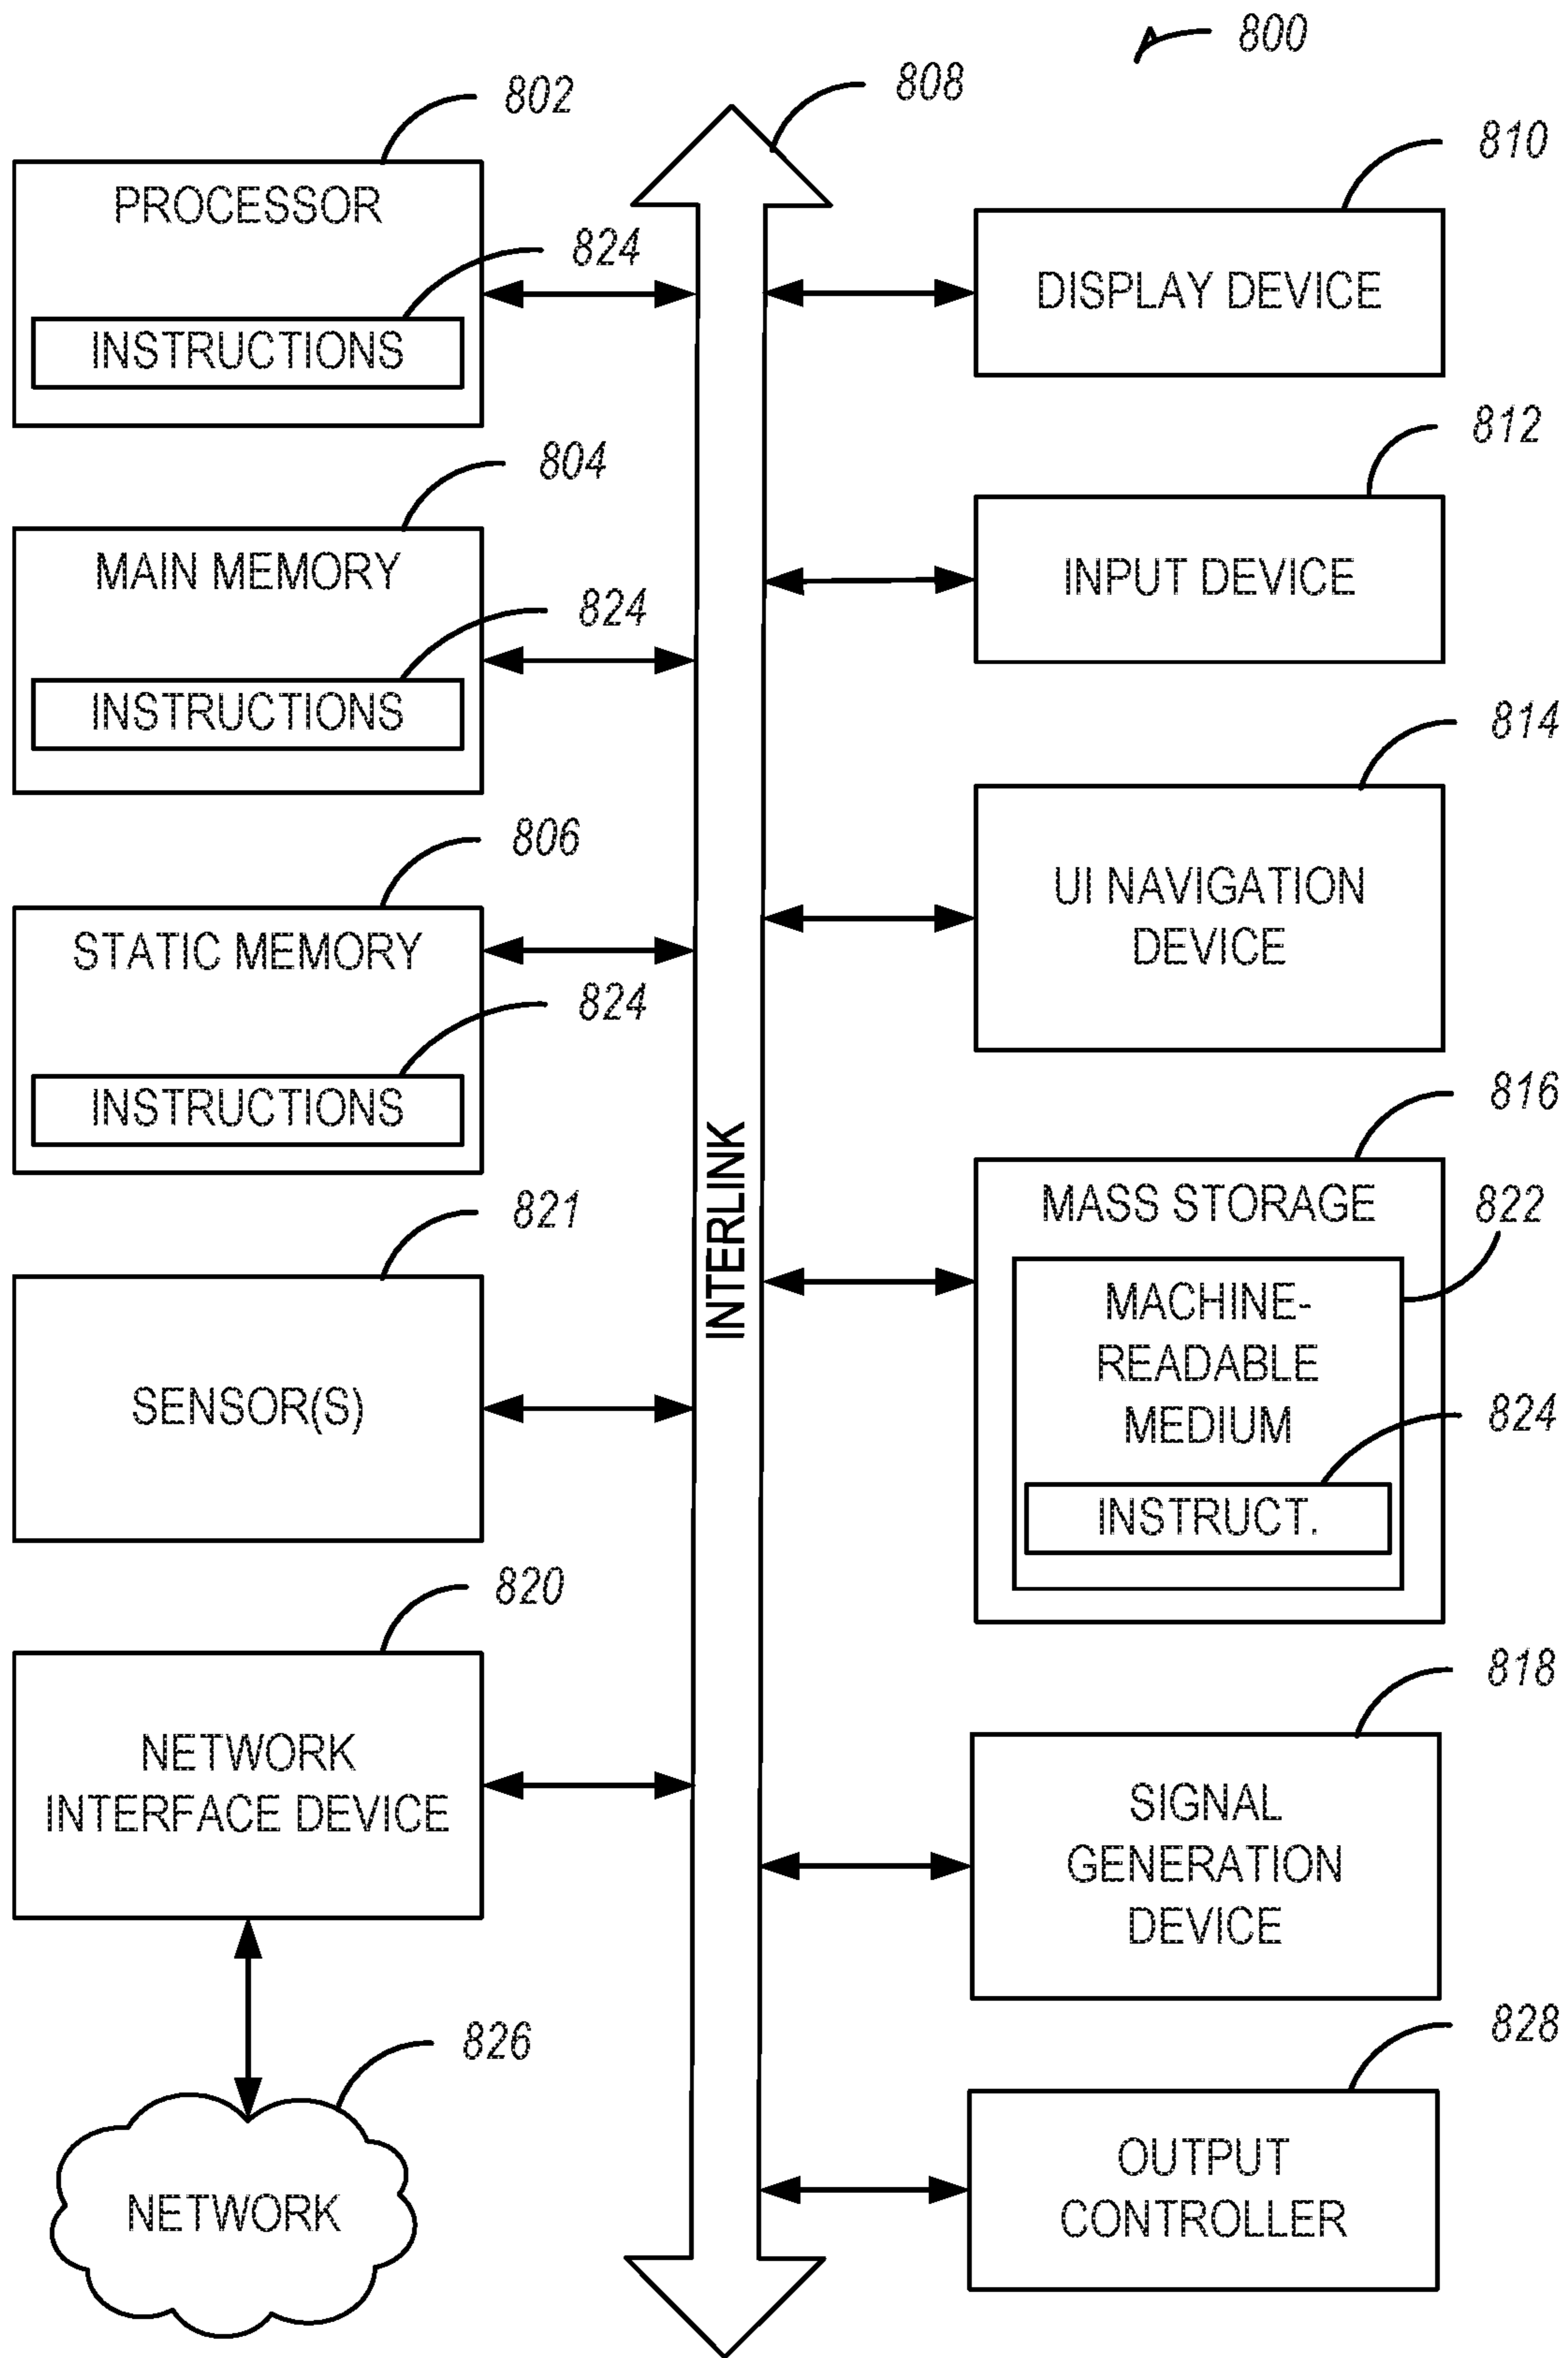 800
808
802
PROCESSOR
824
INSTRUCTIONS
804
MAIN MEMORY
824
INSTRUCTIONS
806
STATIC MEMORY
824
INSTRUCTIONS
821
SENSOR(S)
820
NETWORK
INTERFACE DEVICE
826
NETWORK
INTERLINK
810
DISPLAY DEVICE
812
INPUT DEVICE
814
UI NAVIGATION
DEVICE
816
MASS STORAGE
822
MACHINE-
READABLE
MEDIUM
824
INSTRUCT.
818
SIGNAL
GENERATION
DEVICE
828
OUTPUT
CONTROLLER